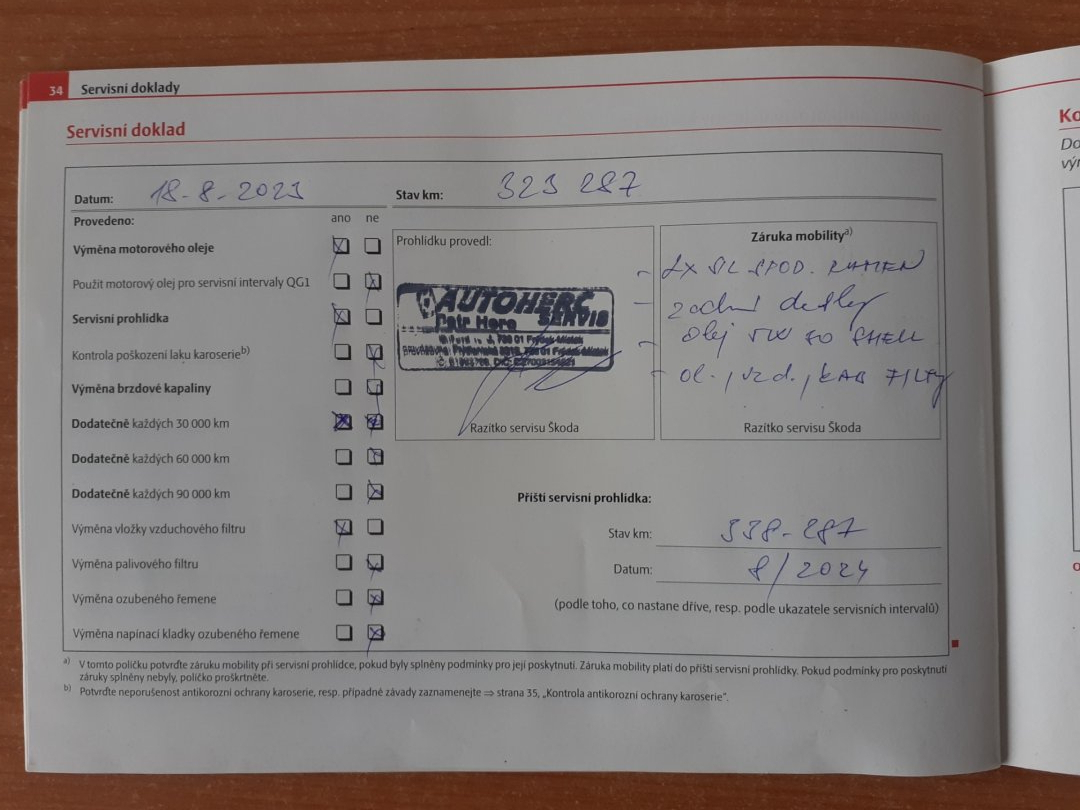 34 Servisní doklady
Servisní doklad
Datum: 18-8-2023 Stav km: 323 287
Provedeno: ano ne
Výměna motorového oleje
Použit motorový olej pro servisní intervaly QG1
Servisní prohlídka
Kontrola poškození laku karoserie b)
Výměna brzdové kapaliny
Dodatečně každých 30 000 km
Dodatečně každých 60 000 km
Dodatečně každých 90 000 km
Výměna vložky vzduchového filtru
Výměna palivového filtru
Výměna ozubeného řemene
Výměna napínací kladky ozubeného řemene
Prohlídku provedl:
AUTOHERC
Petr Herc SERVIS
Razítko servisu Škoda
Záruka mobility a)
- 2x SL SPOD. RAMEN
- zadní
- olej 5W SHELL
- ol., vzd., KAB FILTRY
Razítko servisu Škoda
Příští servisní prohlídka:
Stav km: 338-287
Datum: 8/2024
(podle toho, co nastane dříve, resp. podle ukazatele servisních intervalů)
a) V tomto políčku potvrďte záruku mobility při servisní prohlídce, pokud byly splněny podmínky pro její poskytnutí. Záruka mobility platí do příští servisní prohlídky. Pokud podmínky pro poskytnutí
záruky splněny nebyly, políčko proškrtněte.
b) Potvrďte neporušenost antikorozní ochrany karoserie, resp. případné závady zaznamenejte ⇒ strana 35, „Kontrola antikorozní ochrany karoserie".
Ko
Do
výr